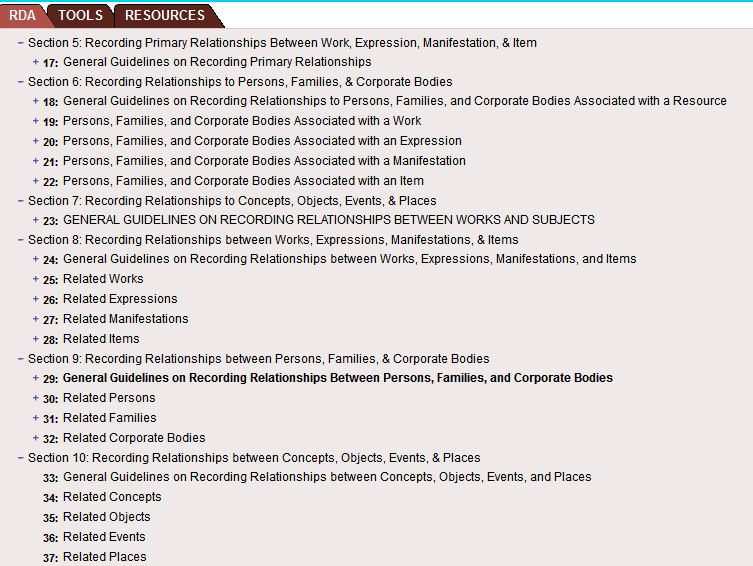 RDA TOOLS RESOURCES
− Section 5: Recording Primary Relationships Between Work, Expression, Manifestation, & Item
+ 17: General Guidelines on Recording Primary Relationships
− Section 6: Recording Relationships to Persons, Families, & Corporate Bodies
+ 18: General Guidelines on Recording Relationships to Persons, Families, and Corporate Bodies Associated with a Resource
+ 19: Persons, Families, and Corporate Bodies Associated with a Work
+ 20: Persons, Families, and Corporate Bodies Associated with an Expression
+ 21: Persons, Families, and Corporate Bodies Associated with a Manifestation
+ 22: Persons, Families, and Corporate Bodies Associated with an Item
− Section 7: Recording Relationships to Concepts, Objects, Events, & Places
+ 23: GENERAL GUIDELINES ON RECORDING RELATIONSHIPS BETWEEN WORKS AND SUBJECTS
− Section 8: Recording Relationships between Works, Expressions, Manifestations, & Items
+ 24: General Guidelines on Recording Relationships between Works, Expressions, Manifestations, and Items
+ 25: Related Works
+ 26: Related Expressions
+ 27: Related Manifestations
+ 28: Related Items
− Section 9: Recording Relationships between Persons, Families, & Corporate Bodies
+ 29: General Guidelines on Recording Relationships Between Persons, Families, and Corporate Bodies
+ 30: Related Persons
+ 31: Related Families
+ 32: Related Corporate Bodies
− Section 10: Recording Relationships between Concepts, Objects, Events, & Places
33: General Guidelines on Recording Relationships between Concepts, Objects, Events, and Places
34: Related Concepts
35: Related Objects
36: Related Events
37: Related Places